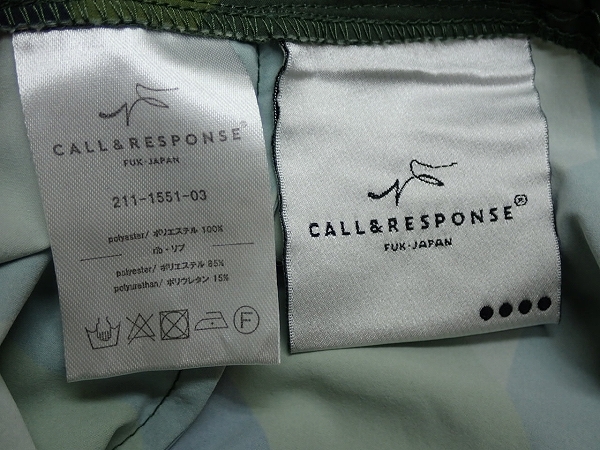 CALL&RESPONSE®
FUK·JAPAN
211-1551-03
polyester/ ポリエステル 100%
rib・リブ
polyester/ ポリエステル 85%
polyurethan/ ポリウレタン 15%
F
CALL&RESPONSE®
FUK·JAPAN